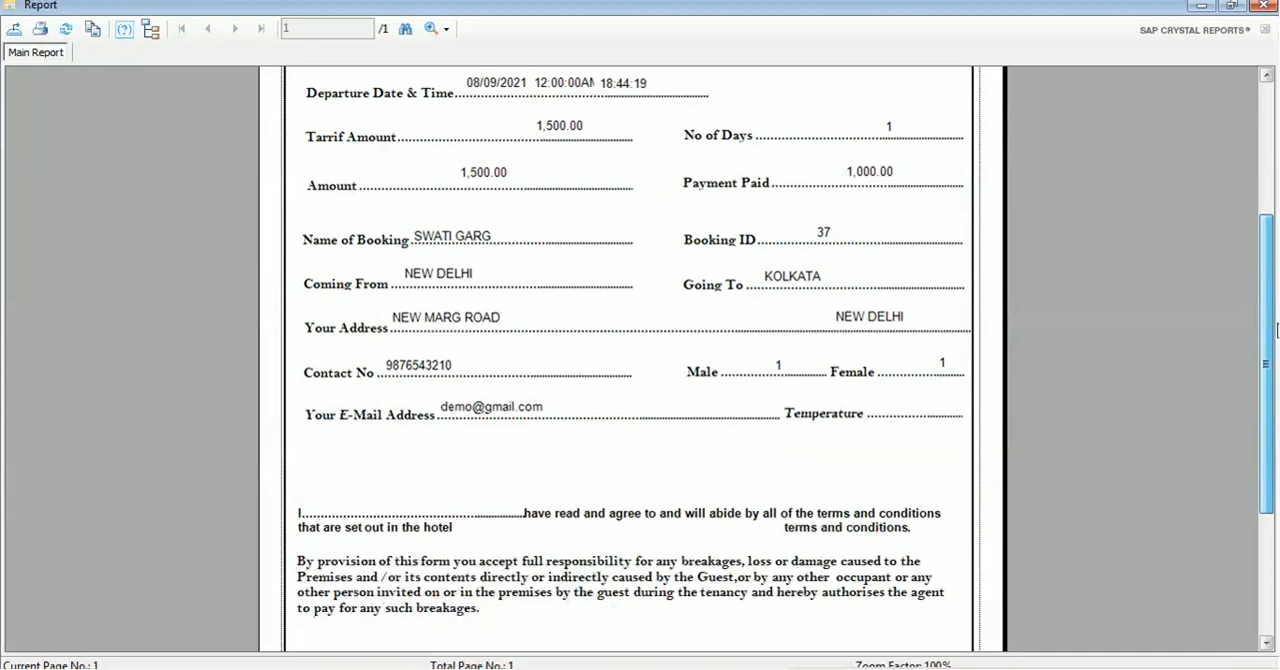 Report
1 /1 SAP CRYSTAL REPORTS®
Main Report
Departure Date & Time 08/09/2021 12:00:00AM 18:44:19
Tarrif Amount 1,500.00 No of Days 1
Amount 1,500.00 Payment Paid 1,000.00
Name of Booking SWATI GARG Booking ID 37
Coming From NEW DELHI Going To KOLKATA
Your Address NEW MARG ROAD NEW DELHI
Contact No 9876543210 Male 1 Female 1
Your E-Mail Address demo@gmail.com Temperature
I have read and agree to and will abide by all of the terms and conditions
that are set out in the hotel terms and conditions.
By provision of this form you accept full responsibility for any breakages, loss or damage caused to the
Premises and /or its contents directly or indirectly caused by the Guest,or by any other occupant or any
other person invited on or in the premises by the guest during the tenancy and hereby authorises the agent
to pay for any such breakages.
Current Page No.: 1 Total Page No.: 1 Zoom Factor: 100%